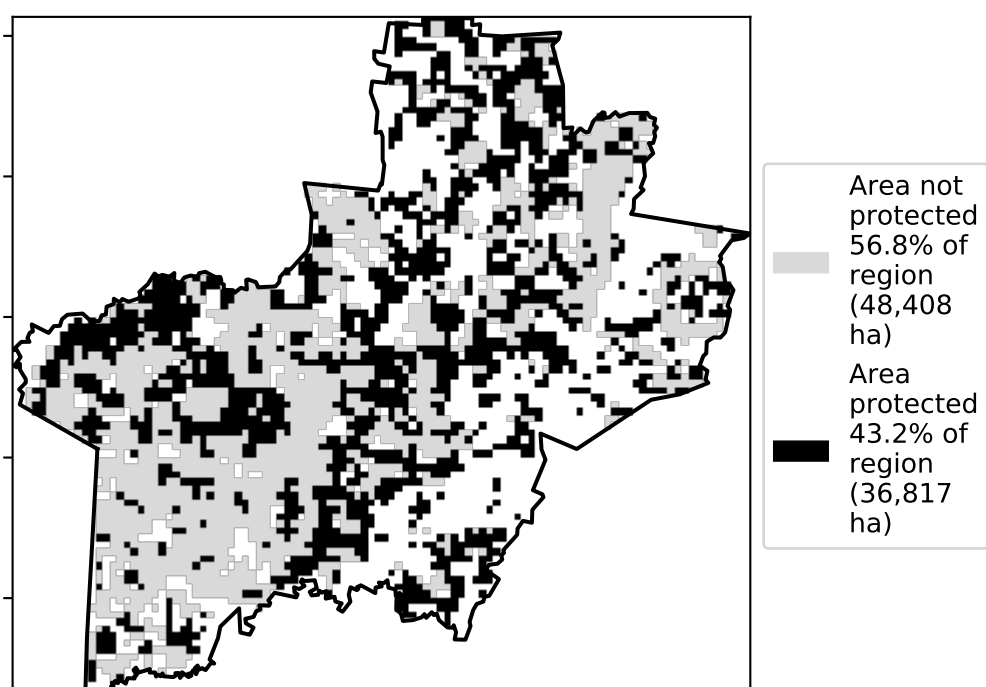 Area not
protected
56.8% of
region
(48,408
ha)
Area
protected
43.2% of
region
(36,817
ha)